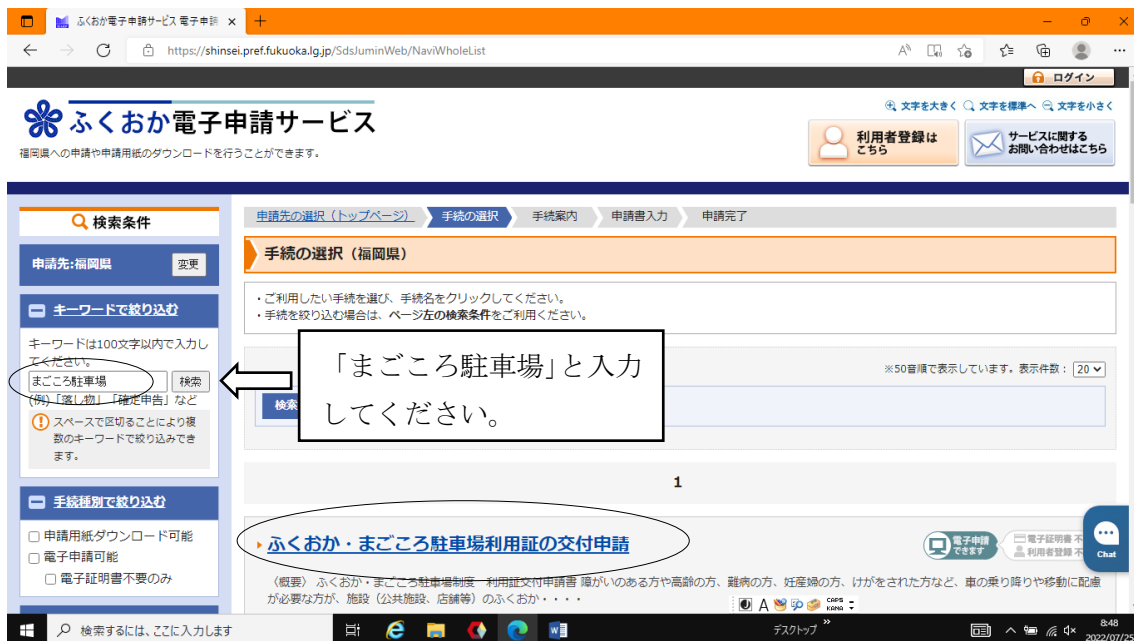 ふくおか電子申請サービス 電子申請
https://shinsei.pref.fukuoka.lg.jp/SdsJuminWeb/NaviWholeList
ログイン
ふくおか電子申請サービス
文字を大きく 文字を標準へ 文字を小さく
福岡県への申請や申請用紙のダウンロードを行うことができます。
利用者登録は
こちら
サービスに関する
お問い合わせはこちら
検索条件
申請先:福岡県 変更
キーワードで絞り込む
キーワードは100文字以内で入力し
てください。
まごころ駐車場 検索
(例)「落し物」「確定申告」など
スペースで区切ることにより複
数のキーワードで絞り込みでき
ます。
手続種別で絞り込む
申請用紙ダウンロード可能
電子申請可能
電子証明書不要のみ
申請先の選択（トップページ） 手続の選択 手続案内 申請書入力 申請完了
手続の選択（福岡県）
・ご利用したい手続を選び、手続名をクリックしてください。
・手続を絞り込む場合は、ページ左の検索条件をご利用ください。
「まごころ駐車場」と入力
してください。
※50音順で表示しています。表示件数： 20
検索
1
ふくおか・まごころ駐車場利用証の交付申請
電子申請
できます
電子証明書不
利用者登録不
Chat
（概要） ふくおか・まごころ駐車場制度 利用証交付申請書 障がいのある方や高齢の方、難病の方、妊産婦の方、けがをされた方など、車の乗り降りや移動に配慮
が必要な方が、施設（公共施設、店舗等）のふくおか・・・・
A CAPS KANA
検索するには、ここに入力します
デスクトップ
8:48
2022/07/2